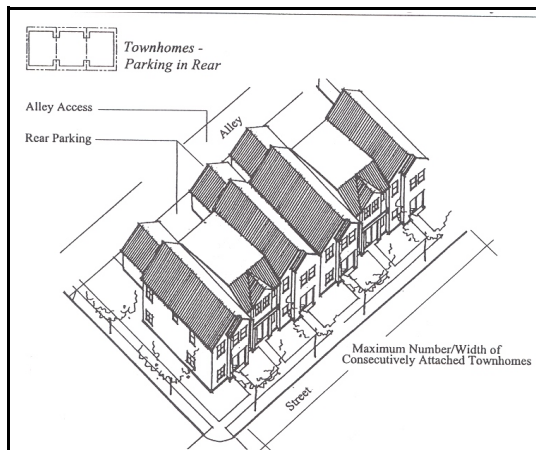 Townhomes -
Parking in Rear
Alley Access
Alley
Rear Parking
Maximum Number/Width of
Consecutively Attached Townhomes
Street